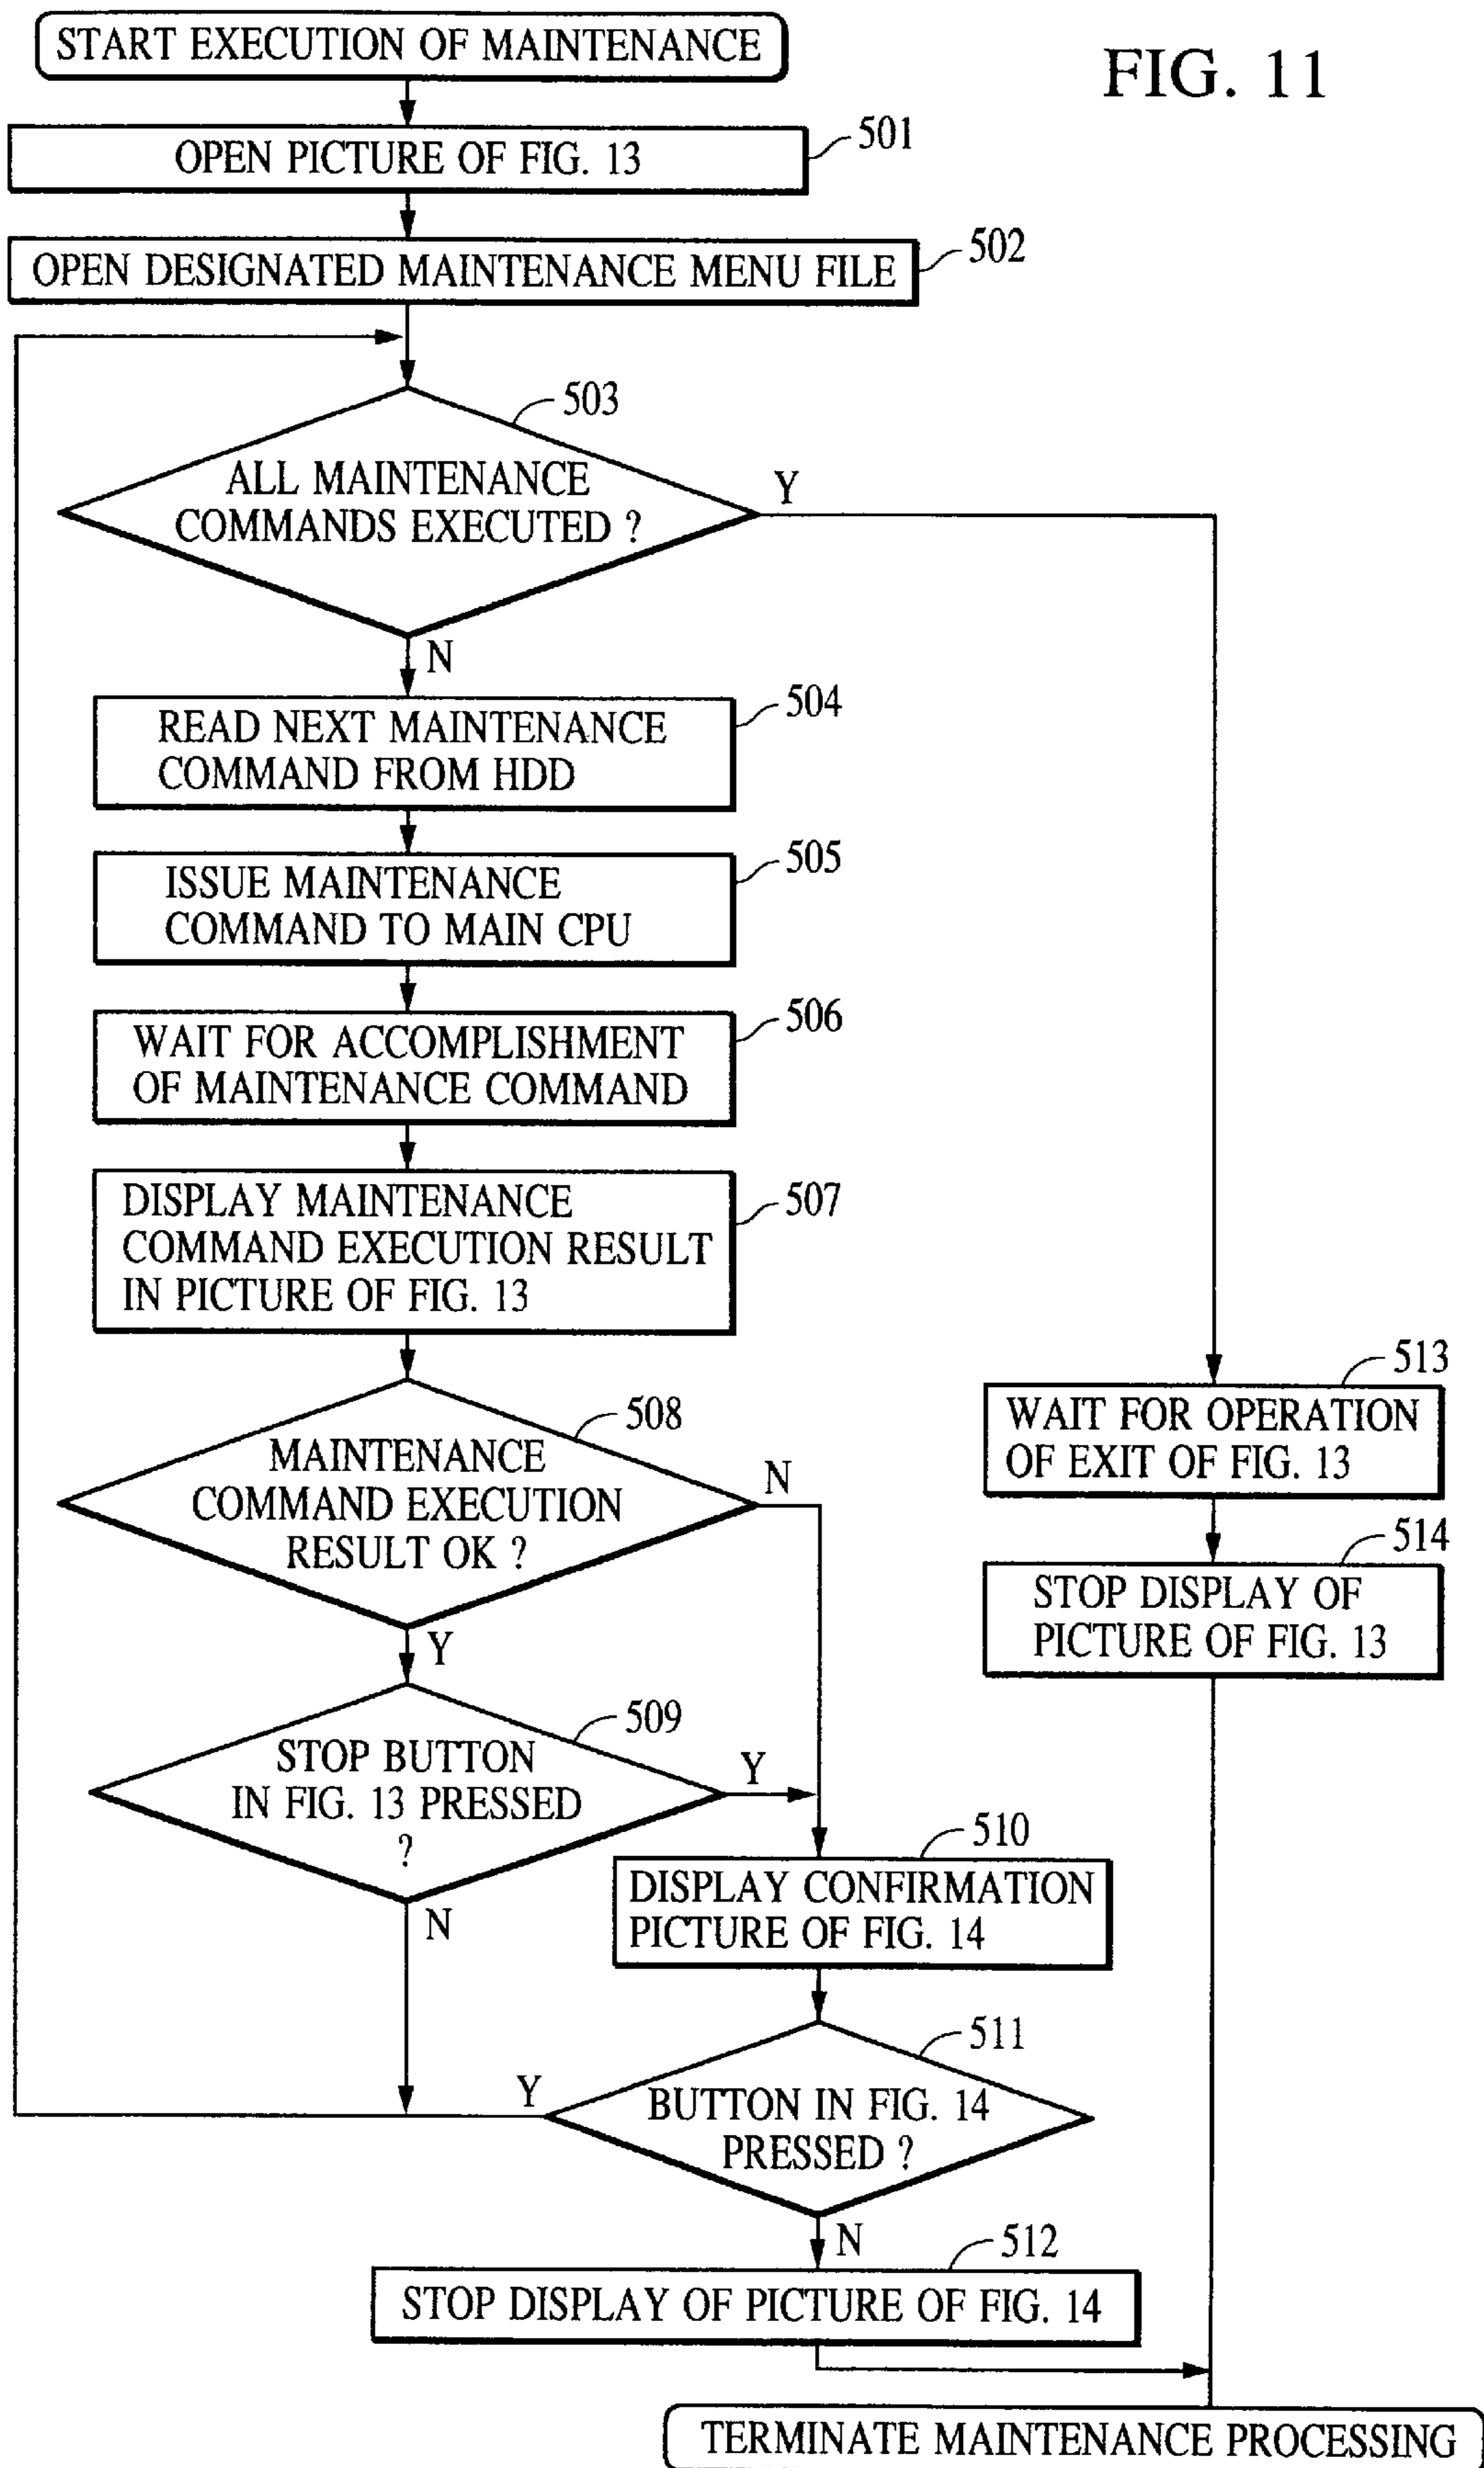 START EXECUTION OF MAINTENANCE
FIG. 11
501
OPEN PICTURE OF FIG. 13
502
OPEN DESIGNATED MAINTENANCE MENU FILE
503
ALL MAINTENANCE
COMMANDS EXECUTED ?
Y
N
504
READ NEXT MAINTENANCE
COMMAND FROM HDD
505
ISSUE MAINTENANCE
COMMAND TO MAIN CPU
506
WAIT FOR ACCOMPLISHMENT
OF MAINTENANCE COMMAND
507
DISPLAY MAINTENANCE
COMMAND EXECUTION RESULT
IN PICTURE OF FIG. 13
508
MAINTENANCE
COMMAND EXECUTION
RESULT OK ?
N
Y
513
WAIT FOR OPERATION
OF EXIT OF FIG. 13
514
STOP DISPLAY OF
PICTURE OF FIG. 13
509
STOP BUTTON
IN FIG. 13 PRESSED
?
Y
N
510
DISPLAY CONFIRMATION
PICTURE OF FIG. 14
511
BUTTON IN FIG. 14
PRESSED ?
Y
N
512
STOP DISPLAY OF PICTURE OF FIG. 14
TERMINATE MAINTENANCE PROCESSING